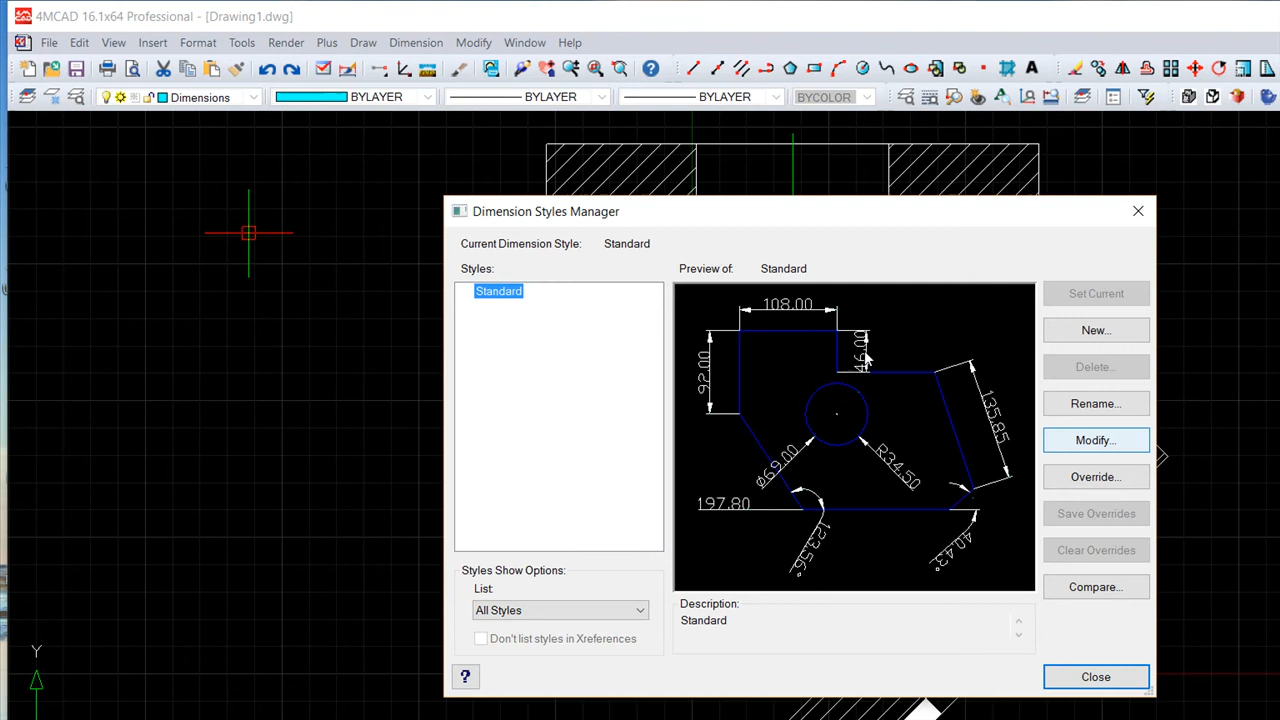 4MCAD 16.1x64 Professional - [Drawing1.dwg]
File Edit View Insert Format Tools Render Plus Draw Dimension Modify Window Help
Dimensions BYLAYER BYLAYER BYLAYER BYCOLOR
Dimension Styles Manager
Current Dimension Style: Standard
Styles: Preview of: Standard
Standard
Set Current
New...
Delete...
Rename...
Modify...
Override...
Save Overrides
Clear Overrides
Compare...
108.00
46.00
92.00
135.85
Ø69.00
R34.50
197.80
123.56°
40.43°
Styles Show Options:
List:
All Styles
Don't list styles in Xreferences
Description:
Standard
?
Close
Y